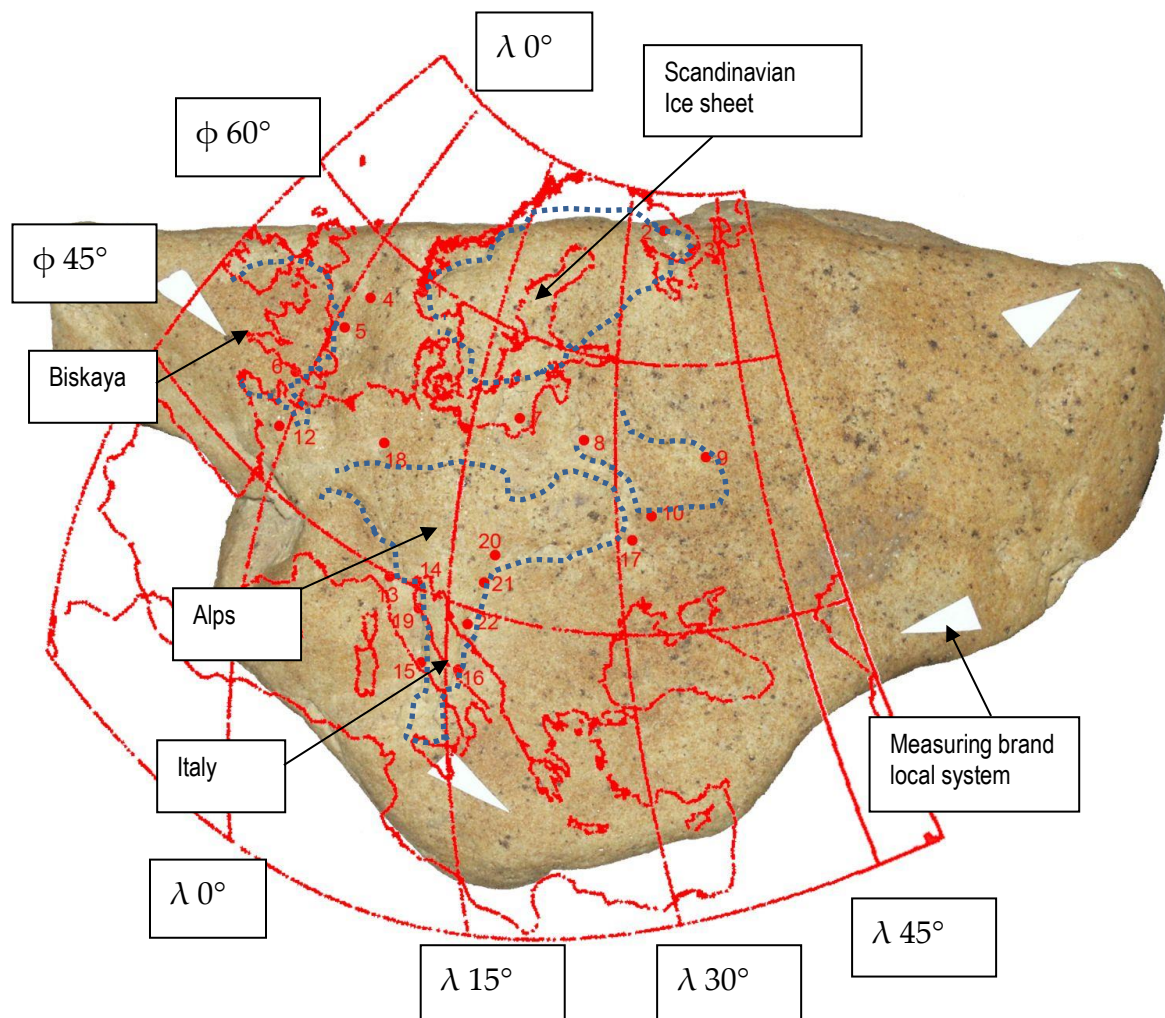 λ 0°
Scandinavian
Ice sheet
ϕ 60°
ϕ 45°
2
3
4
5
Biskaya
6
12
18
8
9
10
17
20
14
21
13
Alps
19
22
15
16
Italy
Measuring brand
local system
λ 0°
λ 45°
λ 15°
λ 30°